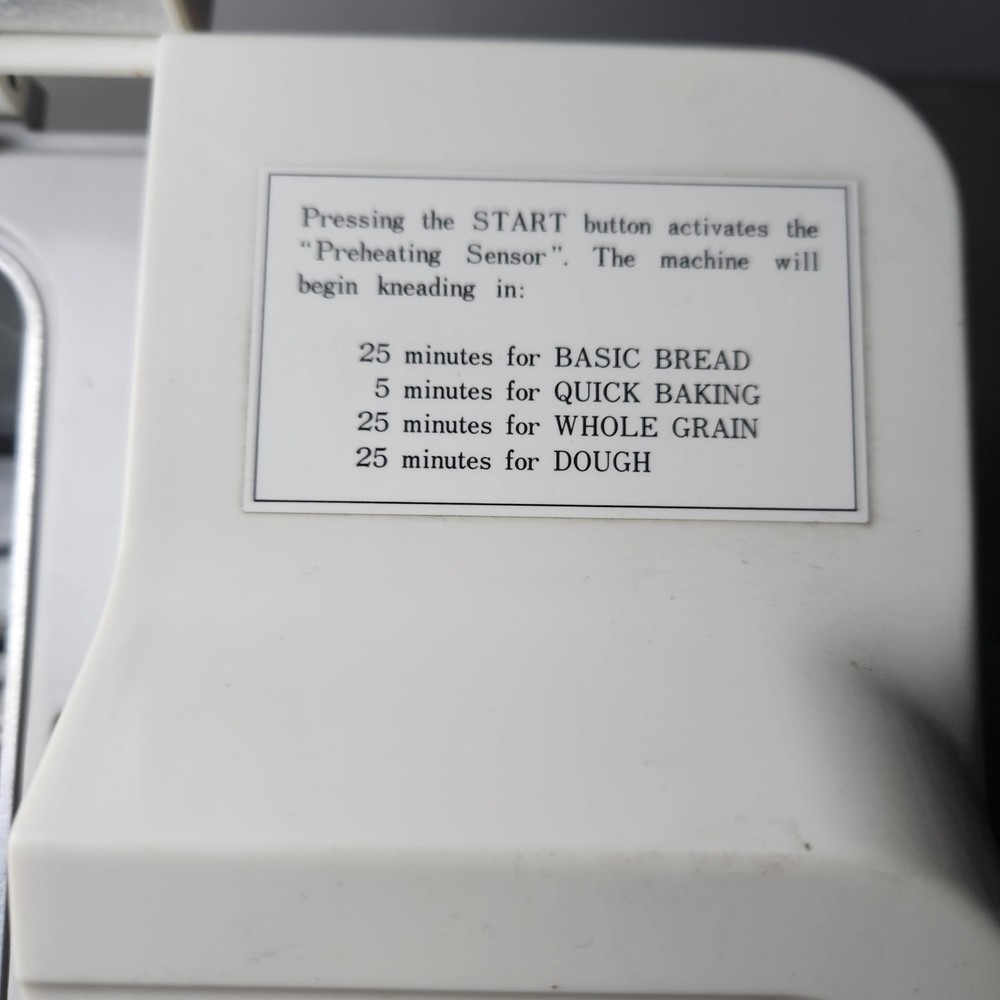 Pressing the START button activates the
“Preheating Sensor”. The machine will
begin kneading in:
25 minutes for BASIC BREAD
5 minutes for QUICK BAKING
25 minutes for WHOLE GRAIN
25 minutes for DOUGH